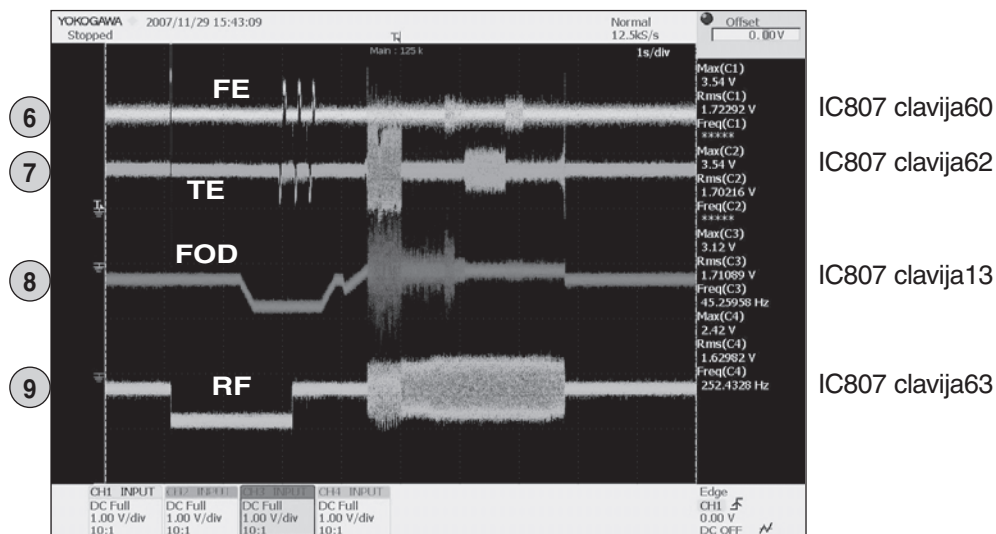 YOKOGAWA 2007/11/29 15:43:09
Stopped
Normal
12.5kS/s
Offset
0.00V
Main : 125 k
1s/div
FE
TE
FOD
RF
6
7
8
9
IC807 clavija60
IC807 clavija62
IC807 clavija13
IC807 clavija63
Max(C1)
3.54 V
Rms(C1)
1.72292 V
Freq(C1)
*****
Max(C2)
3.54 V
Rms(C2)
1.70216 V
Freq(C2)
*****
Max(C3)
3.12 V
Rms(C3)
1.71089 V
Freq(C3)
45.25958 Hz
Max(C4)
2.42 V
Rms(C4)
1.62982 V
Freq(C4)
252.4328 Hz
CH1 INPUT CH2 INPUT CH3 INPUT CH4 INPUT
DC Full DC Full DC Full DC Full
1.00 V/div 1.00 V/div 1.00 V/div 1.00 V/div
10:1 10:1 10:1 10:1
Edge
CH1
0.00 V
DC OFF